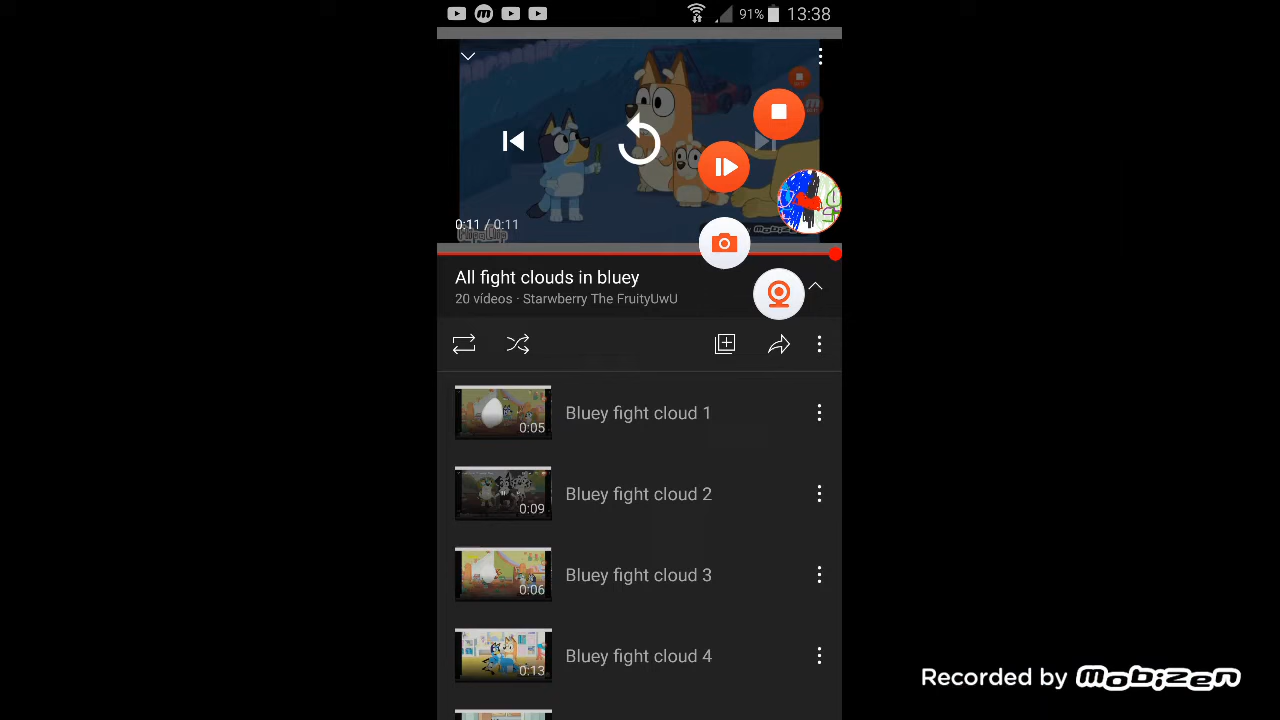 91% 13:38
0:11 / 0:11
All fight clouds in bluey
20 vídeos · Starwberry The FruityUwU
0:05
Bluey fight cloud 1
0:09
Bluey fight cloud 2
0:06
Bluey fight cloud 3
0:13
Bluey fight cloud 4
Recorded by mobizen